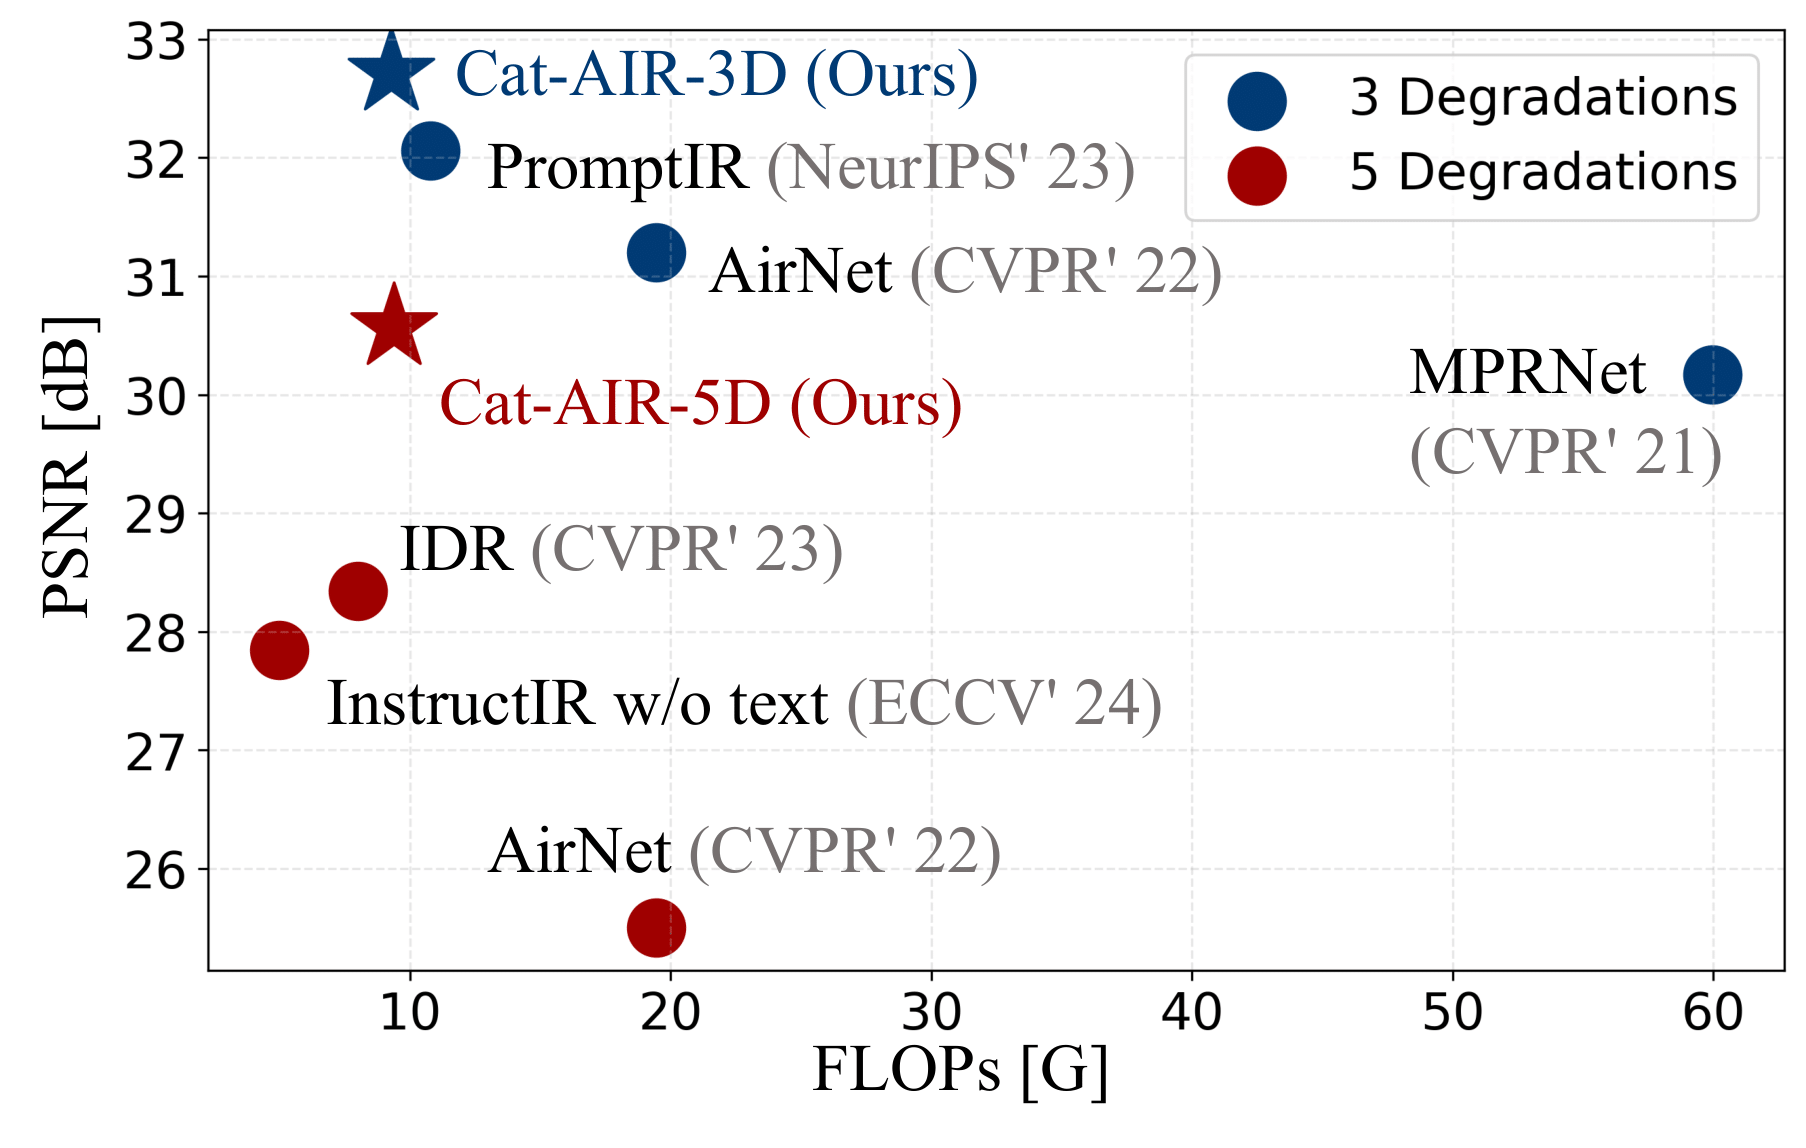 33
Cat-AIR-3D (Ours)
3 Degradations
32
PromptIR (NeurIPS' 23)
5 Degradations
31
AirNet (CVPR' 22)
MPRNet
(CVPR' 21)
30
Cat-AIR-5D (Ours)
PSNR [dB]
29
IDR (CVPR' 23)
28
InstructIR w/o text (ECCV' 24)
27
AirNet (CVPR' 22)
26
10 20 30 40 50 60
FLOPs [G]